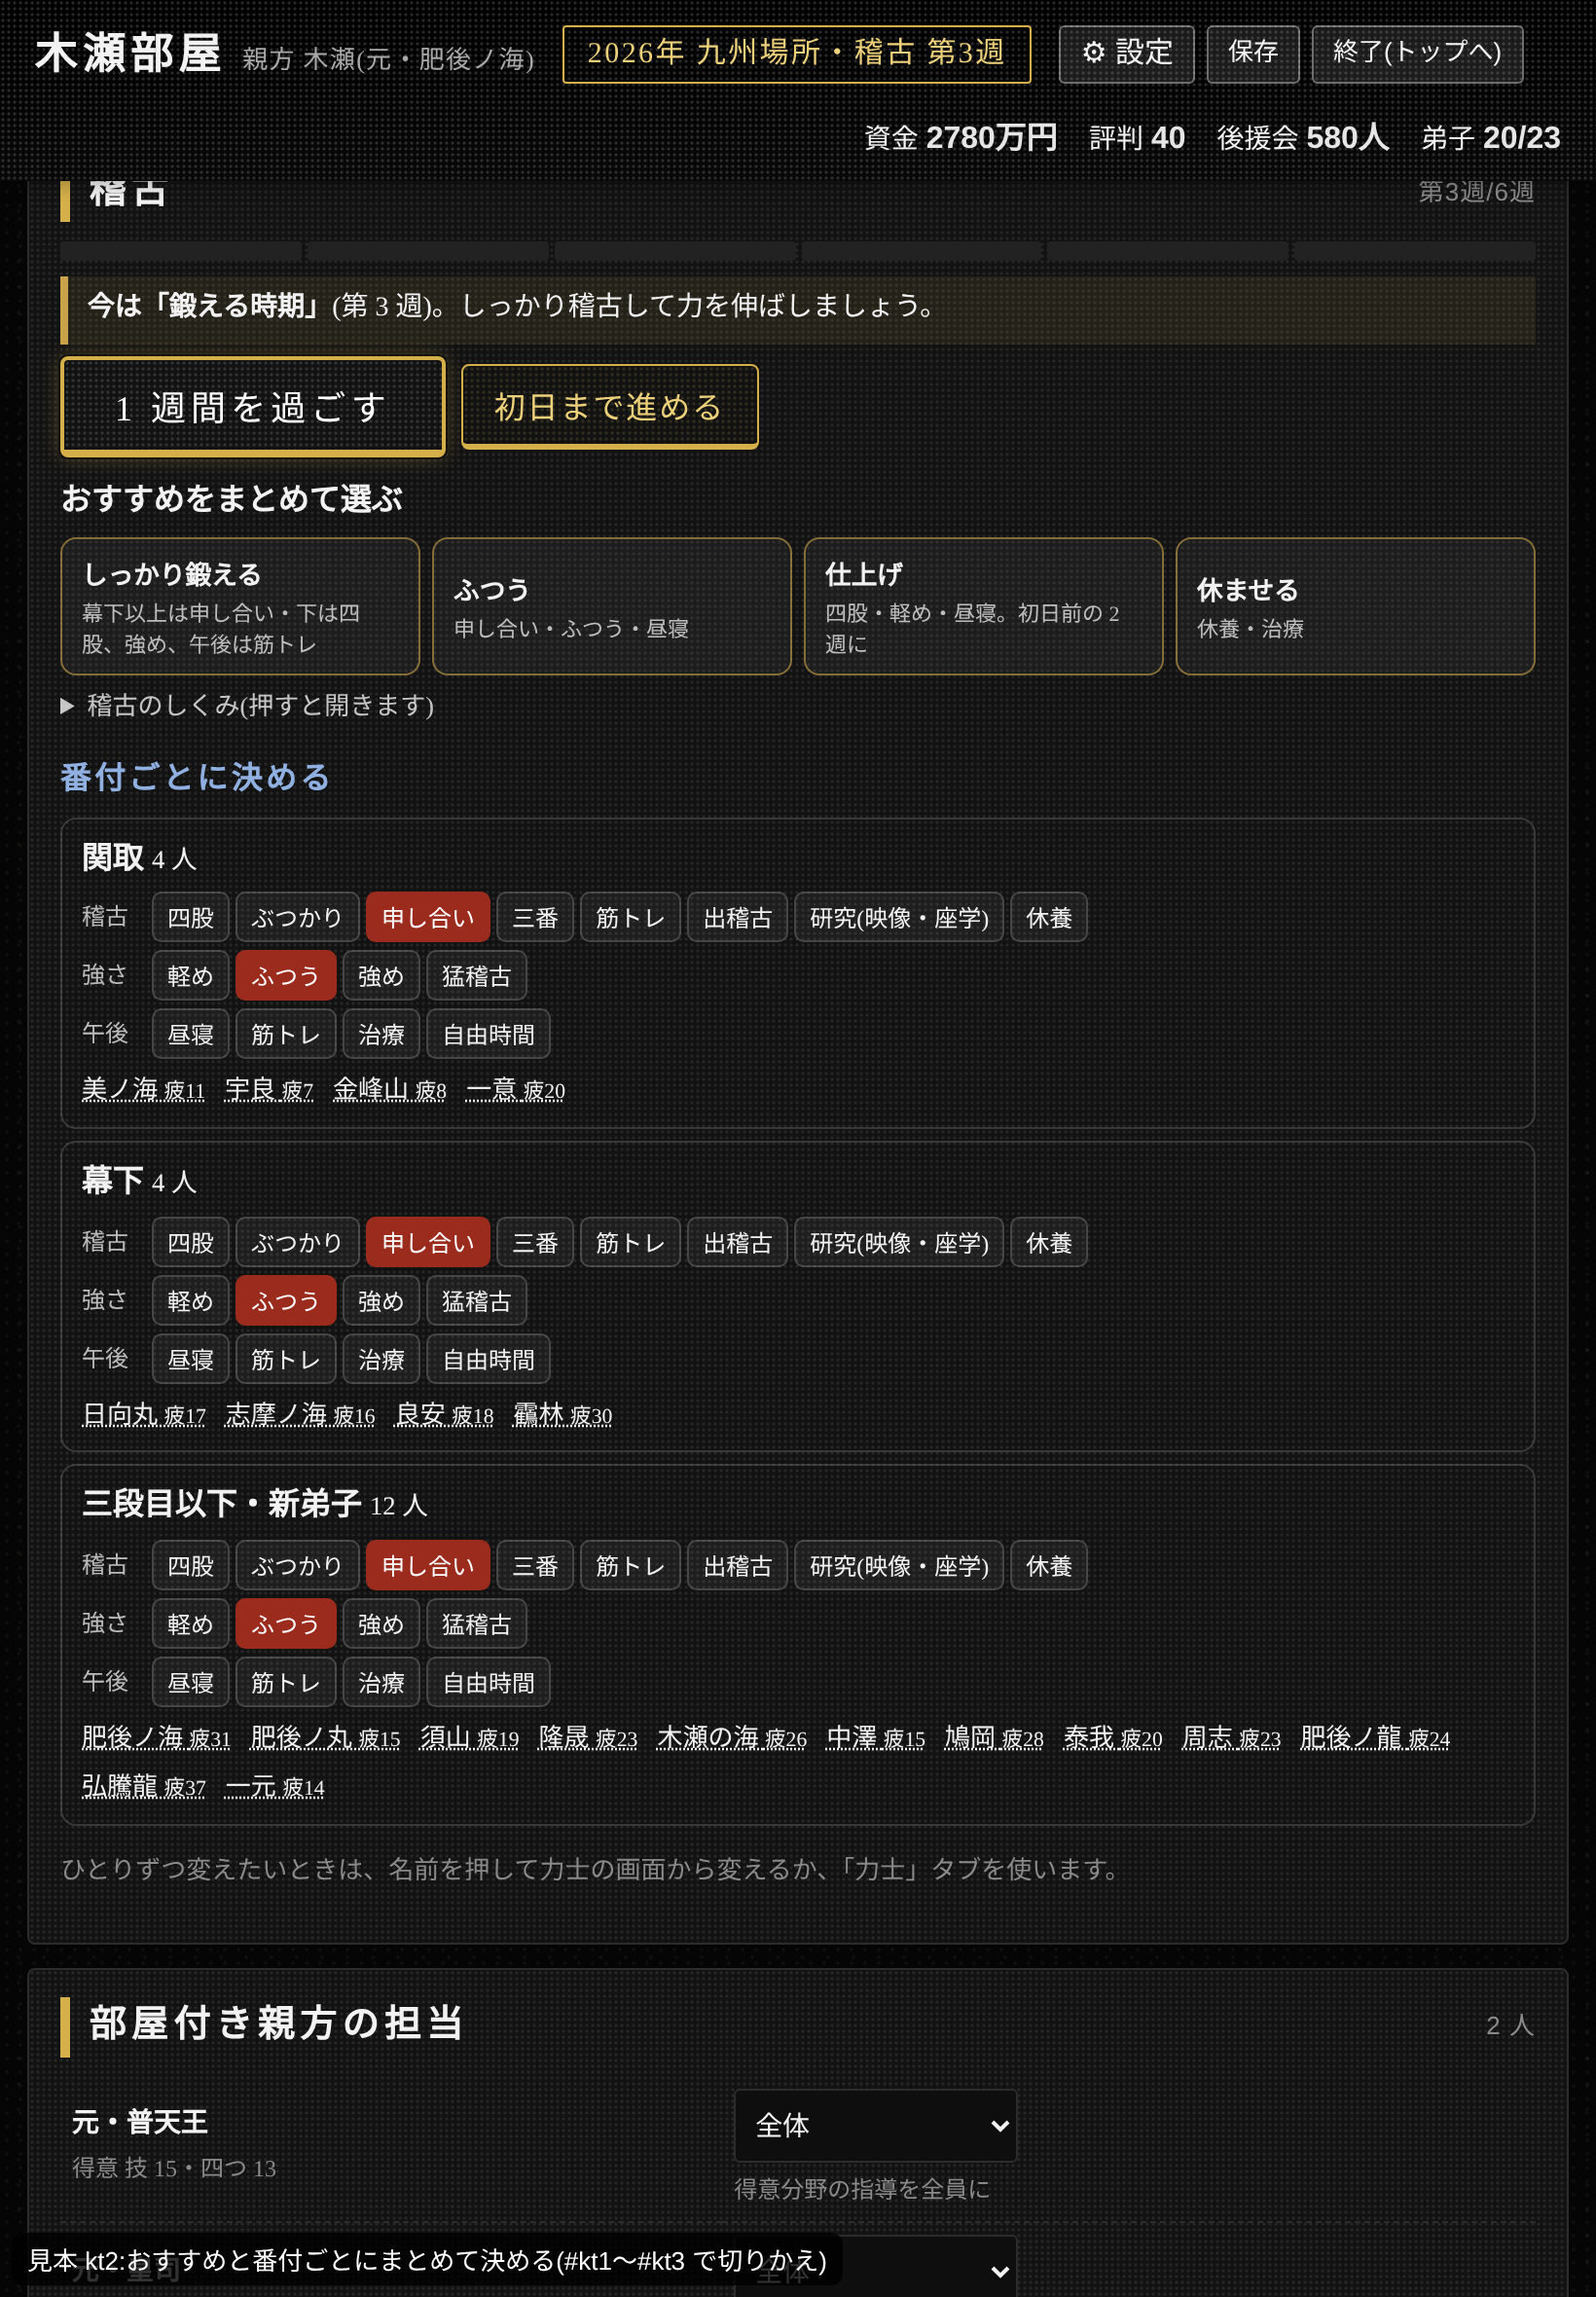 木瀬部屋 親方 木瀬(元・肥後ノ海) 2026年 九州場所・稽古 第3週 ⚙ 設定 保存 終了(トップへ)
資金 2780万円 評判 40 後援会 580人 弟子 20/23
稽古 第3週/6週
今は「鍛える時期」(第 3 週)。しっかり稽古して力を伸ばしましょう。
1 週間を過ごす 初日まで進める
おすすめをまとめて選ぶ
しっかり鍛える
幕下以上は申し合い・下は四
股、強め、午後は筋トレ
ふつう
申し合い・ふつう・昼寝
仕上げ
四股・軽め・昼寝。初日前の 2
週に
休ませる
休養・治療
▶ 稽古のしくみ(押すと開きます)
番付ごとに決める
関取 4 人
稽古 四股 ぶつかり 申し合い 三番 筋トレ 出稽古 研究(映像・座学) 休養
強さ 軽め ふつう 強め 猛稽古
午後 昼寝 筋トレ 治療 自由時間
美ノ海 疲11 宇良 疲7 金峰山 疲8 一意 疲20
幕下 4 人
稽古 四股 ぶつかり 申し合い 三番 筋トレ 出稽古 研究(映像・座学) 休養
強さ 軽め ふつう 強め 猛稽古
午後 昼寝 筋トレ 治療 自由時間
日向丸 疲17 志摩ノ海 疲16 良安 疲18 靏林 疲30
三段目以下・新弟子 12 人
稽古 四股 ぶつかり 申し合い 三番 筋トレ 出稽古 研究(映像・座学) 休養
強さ 軽め ふつう 強め 猛稽古
午後 昼寝 筋トレ 治療 自由時間
肥後ノ海 疲31 肥後ノ丸 疲15 須山 疲19 隆晟 疲23 木瀬の海 疲26 中澤 疲15 鳩岡 疲28 泰我 疲20 周志 疲23 肥後ノ龍 疲24
弘騰龍 疲37 一元 疲14
ひとりずつ変えたいときは、名前を押して力士の画面から変えるか、「力士」タブを使います。
部屋付き親方の担当 2 人
元・普天王 全体
得意 技 15・四つ 13
得意分野の指導を全員に
全体
見本 kt2:おすすめと番付ごとにまとめて決める(#kt1〜#kt3 で切りかえ)